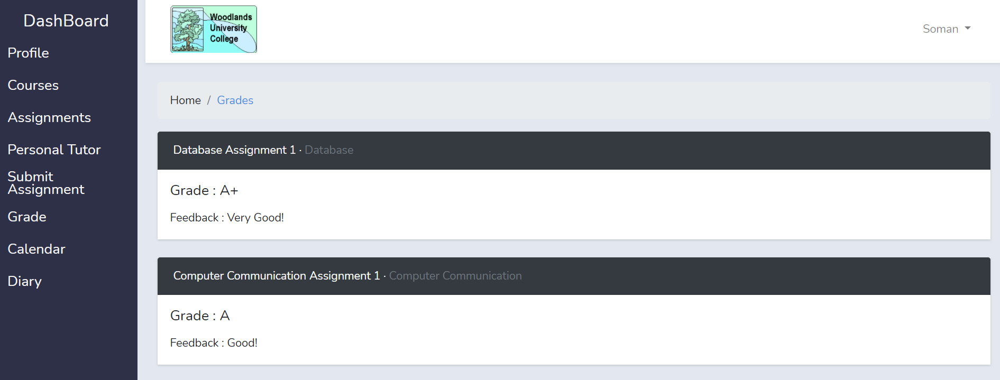 DashBoard
Profile
Courses
Assignments
Personal Tutor
Submit
Assignment
Grade
Calendar
Diary
Woodlands
University
College
Soman
Home / Grades
Database Assignment 1 · Database
Grade : A+
Feedback : Very Good!
Computer Communication Assignment 1 · Computer Communication
Grade : A
Feedback : Good!